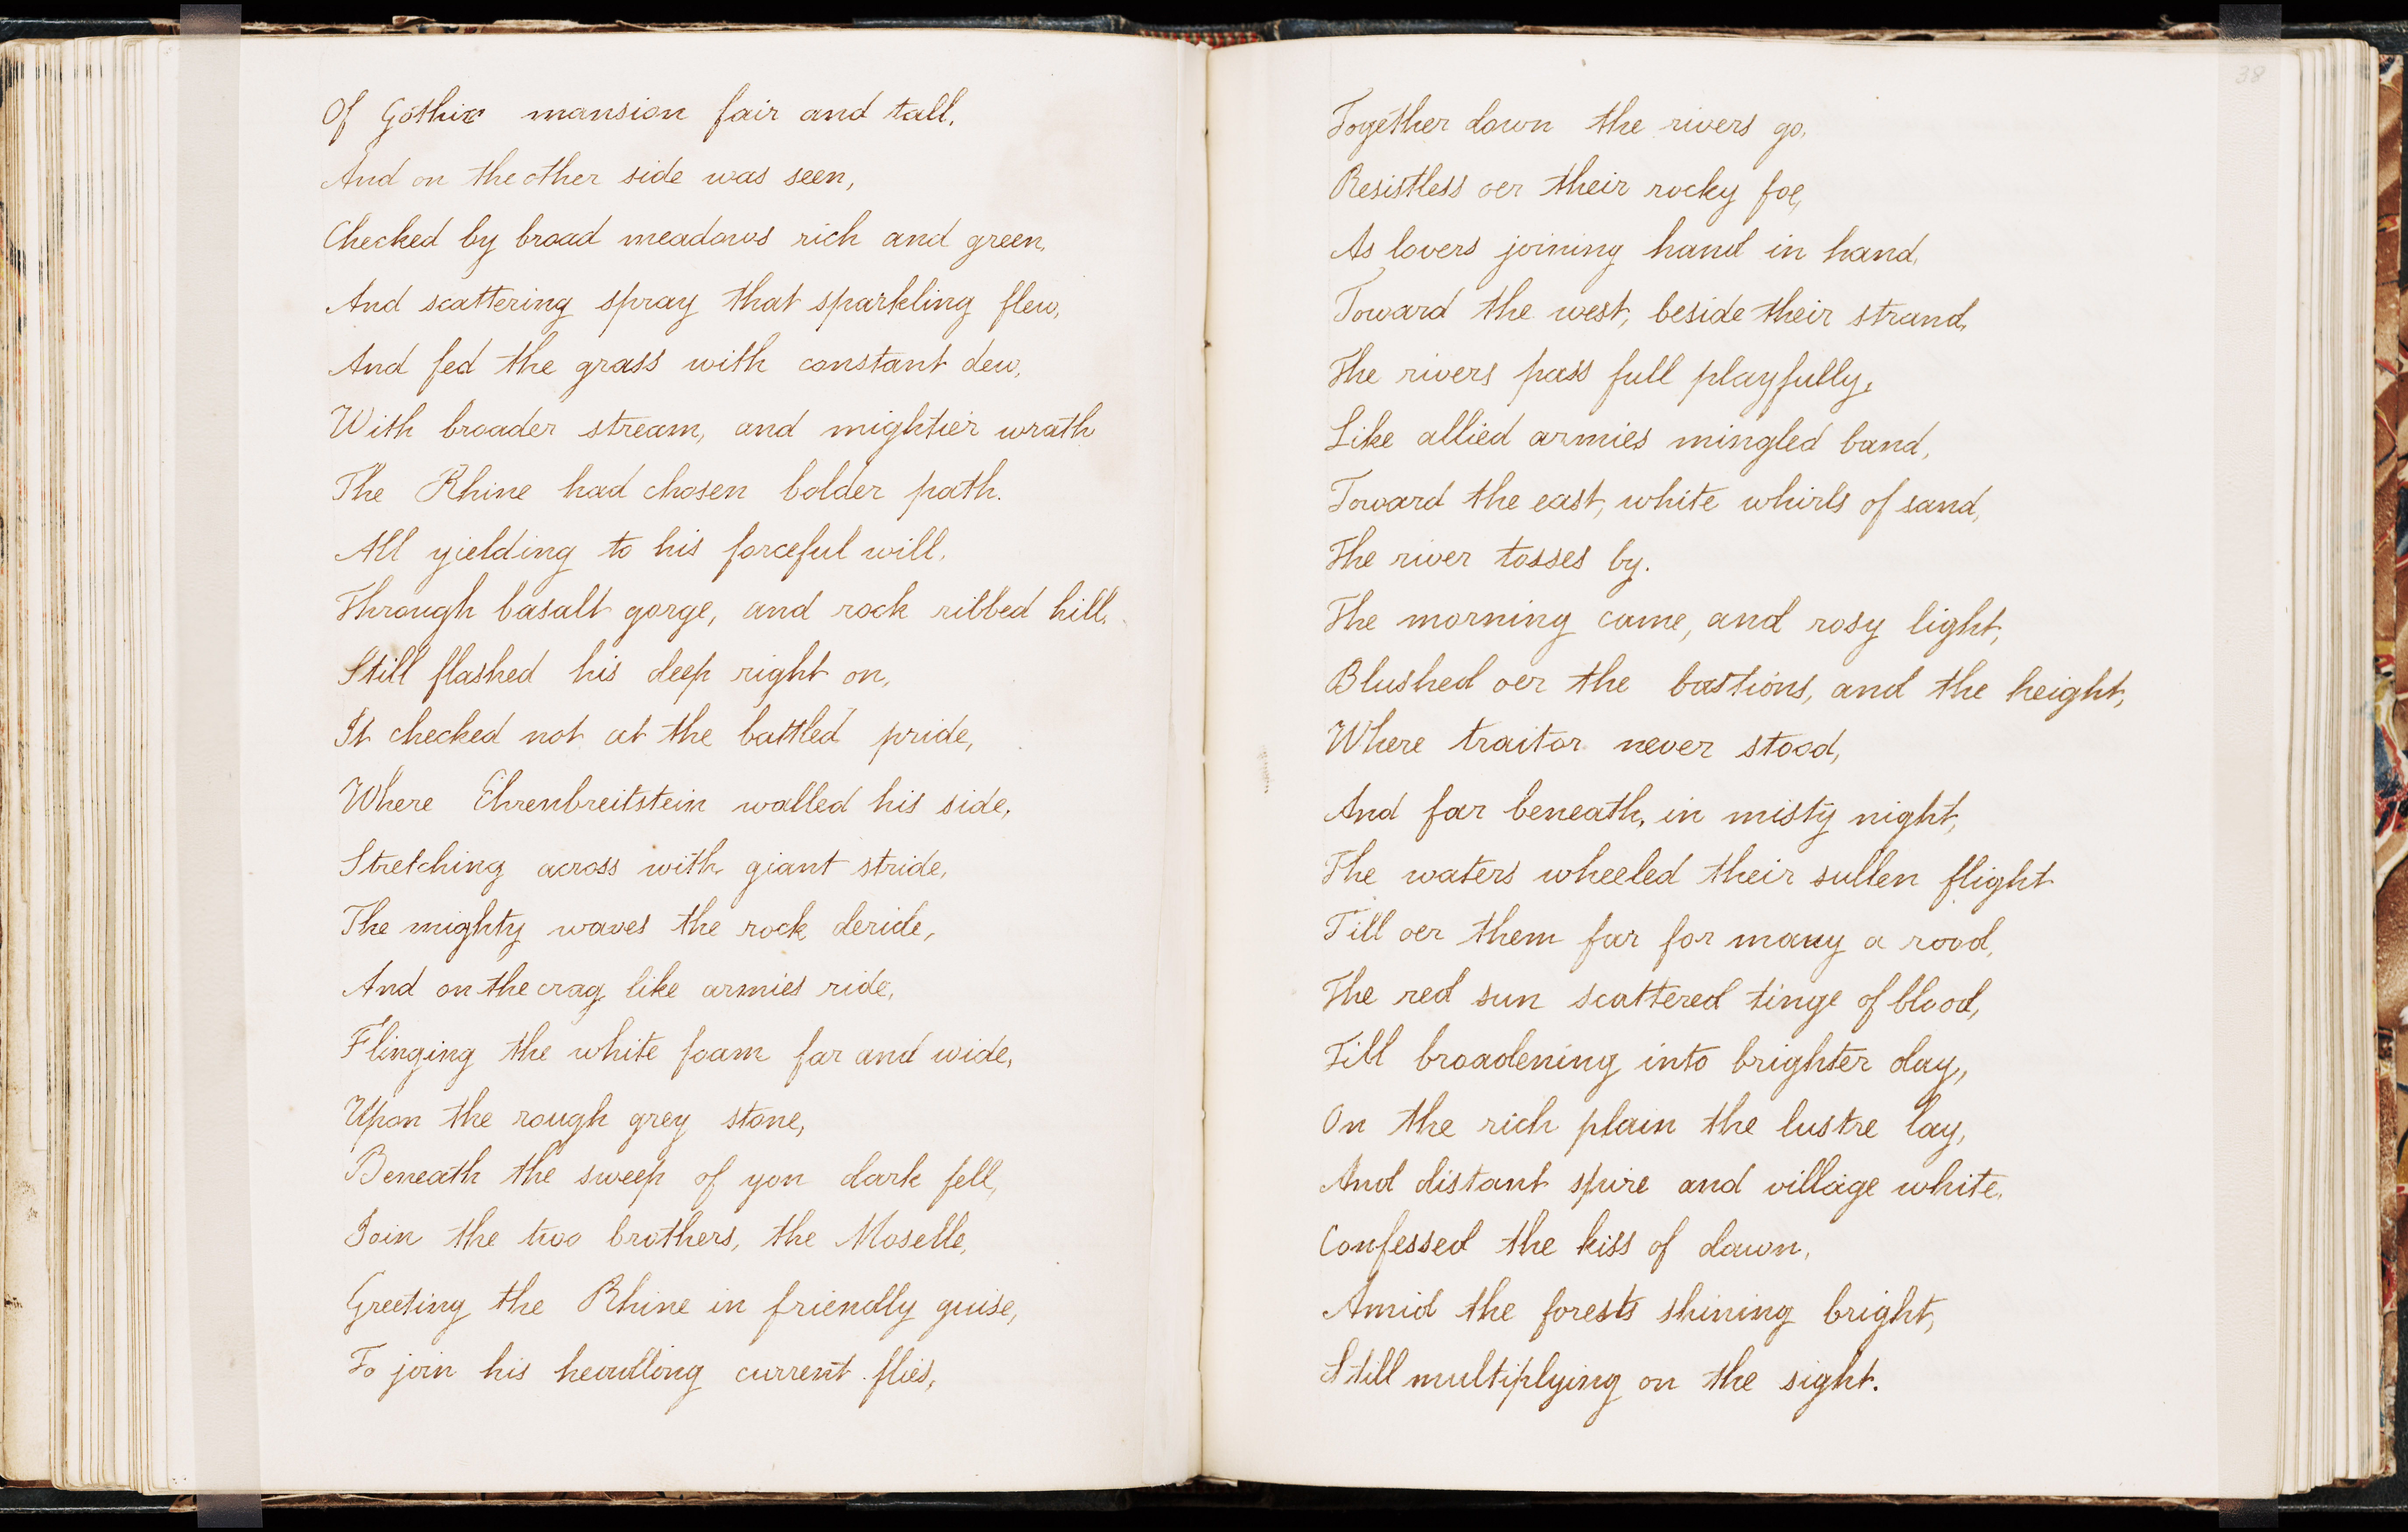 Of Gothic mansion fair and tall.
And on the other side was seen,
Checked by broad meadows rich and green,
And scattering spray that sparkling flew,
And fed the grass with constant dew,
With broader stream, and mightier wrath
The Rhine had chosen bolder path.
All yielding to his forceful will,
Through basalt gorge, and rock ribbed hill,
Still flashed his deep right on,
It checked not at the battled pride,
Where Ehrenbreitstein walled his side,
Stretching across with giant stride,
The mighty waves the rock deride,
And on the crag like armies ride,
Flinging the white foam far and wide,
Upon the rough grey stone,
Beneath the sweep of yon dark fell,
Join the two brothers, the Moselle,
Greeting the Rhine in friendly guise,
To join his headlong current flies,
38
Together down the rivers go,
Resistless oer their rocky foe,
As lovers joining hand in hand,
Toward the west, beside their strand,
The rivers pass full playfully,
Like allied armies mingled band,
Toward the east, white whirls of sand,
The river tosses by.
The morning came, and rosy light,
Blushed oer the bastions, and the height,
Where traitor never stood,
And far beneath, in misty night,
The waters wheeled their sullen flight
Till oer them far for many a rood,
The red sun scattered tinge of blood,
Till broadening into brighter day,
On the rich plain the lustre lay,
And distant spire and village white,
Confessed the kiss of dawn,
Amid the forests shining bright,
Still multiplying on the sight.